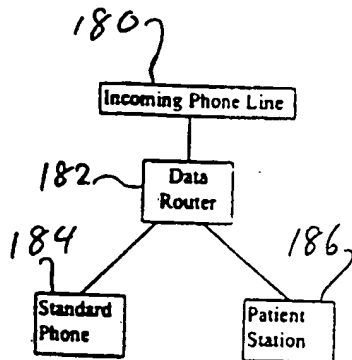 180
Incoming Phone Line
182
Data
Router
184
186
Standard
Phone
Patient
Station